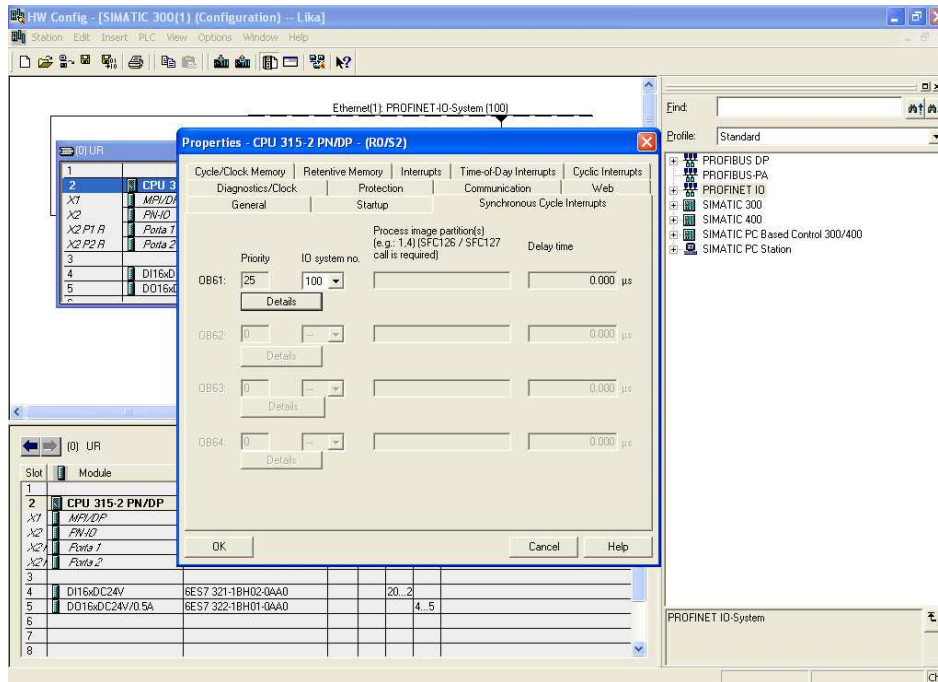 HW Config - [SIMATIC 300(1) (Configuration) -- Lika]
Station Edit Insert PLC View Options Window Help
Ethernet(1): PROFINET-IO-System (100)
(0) UR
1
2 CPU 3
X1 MPI/DP
X2 PN-IO
X2 P1 R Porta 1
X2 P2 R Porta 2
3
4 DI16xD
5 DO16xD
Properties - CPU 315-2 PN/DP - (R0/S2)
Cycle/Clock Memory Retentive Memory Interrupts Time-of-Day Interrupts Cyclic Interrupts
Diagnostics/Clock Protection Communication Web
General Startup Synchronous Cycle Interrupts
Priority IO system no. Process image partition(s)
(e.g.: 1,4) (SFC126 / SFC127
call is required) Delay time
OB61: 25 100 0.000 µs
Details
OB62: 0 --- 0.000 µs
Details
OB63: 0 --- 0.000 µs
Details
OB64: 0 --- 0.000 µs
Details
OK Cancel Help
Find:
Profile: Standard
PROFIBUS DP
PROFIBUS-PA
PROFINET IO
SIMATIC 300
SIMATIC 400
SIMATIC PC Based Control 300/400
SIMATIC PC Station
(0) UR
Slot Module
1
2 CPU 315-2 PN/DP
X1 MPI/DP
X2 PN-IO
X2 Porta 1
X2 Porta 2
3
4 DI16xDC24V 6ES7 321-1BH02-0AA0 20...2
5 DO16xDC24V/0.5A 6ES7 322-1BH01-0AA0 4...5
6
7
8
PROFINET IO-System